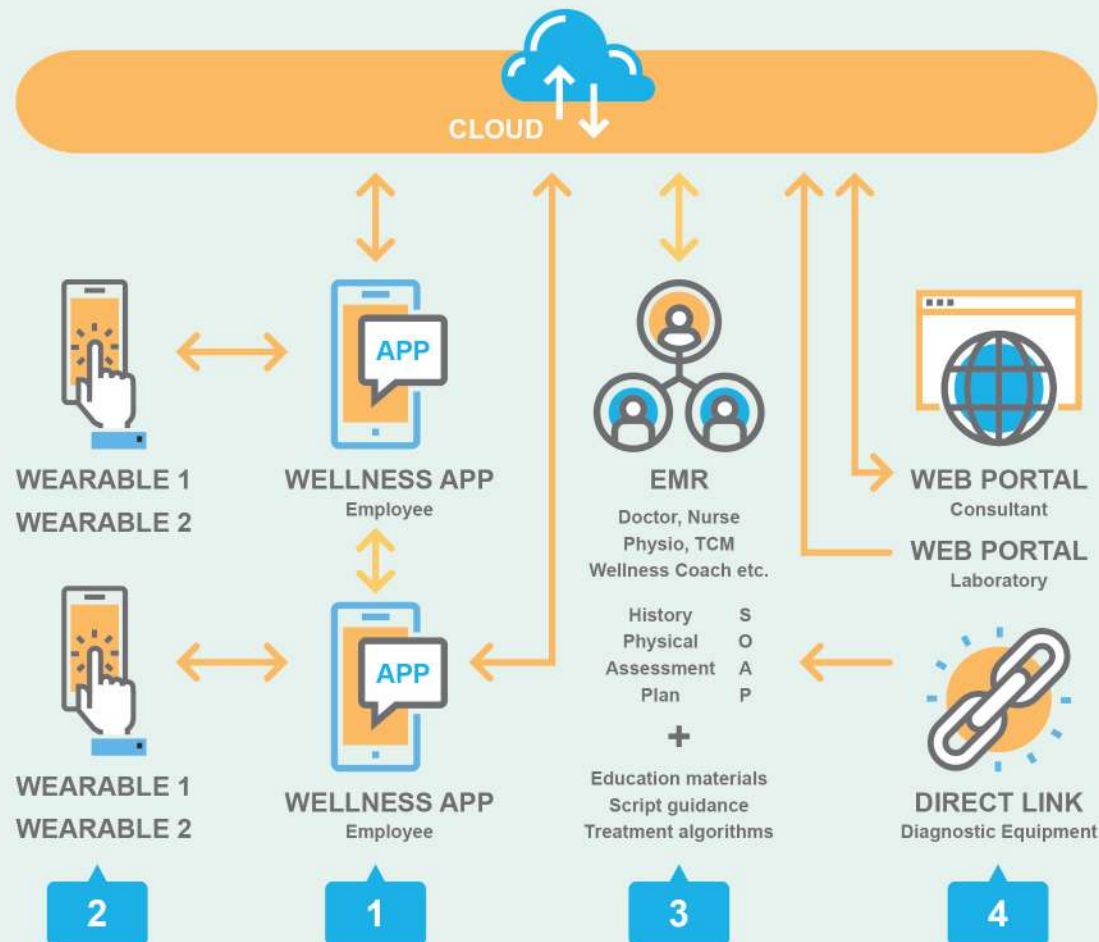 CLOUD
APP
WEARABLE 1
WEARABLE 2
WELLNESS APP
Employee
EMR
Doctor, Nurse
Physio, TCM
Wellness Coach etc.
WEB PORTAL
Consultant
WEB PORTAL
Laboratory
History S
Physical O
Assessment A
Plan P
+
Education materials
Script guidance
Treatment algorithms
APP
WEARABLE 1
WEARABLE 2
WELLNESS APP
Employee
DIRECT LINK
Diagnostic Equipment
2
1
3
4